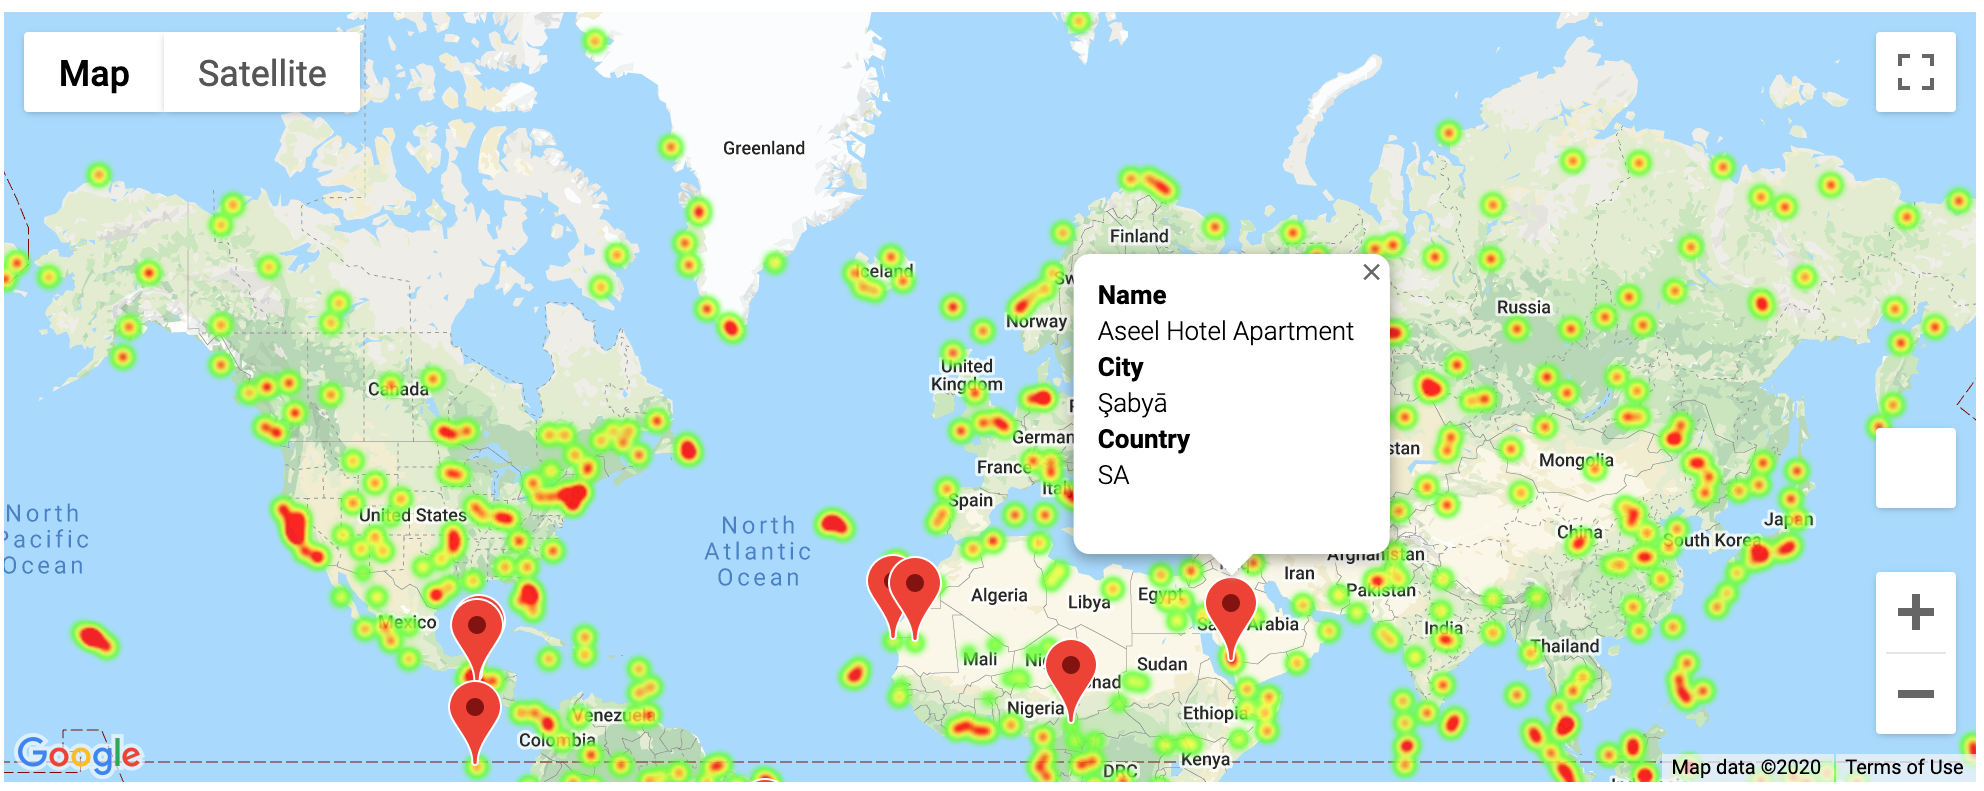 Map
Satellite
Greenland
Finland
Iceland
Norway
Russia
Name
Aseel Hotel Apartment
City
Şabyā
Country
SA
United
Kingdom
Canada
German
France
Spain
Mongolia
North
Pacific
Ocean
United States
North
Atlantic
Ocean
China
South Korea
Japan
Afghanistan
Iran
Pakistan
Algeria
Libya
Egypt
Mexico
India
Thailand
Mali
Sudan
Nigeria
Ethiopia
Venezuela
Colombia
Kenya
DRC
Google
Map data ©2020
Terms of Use